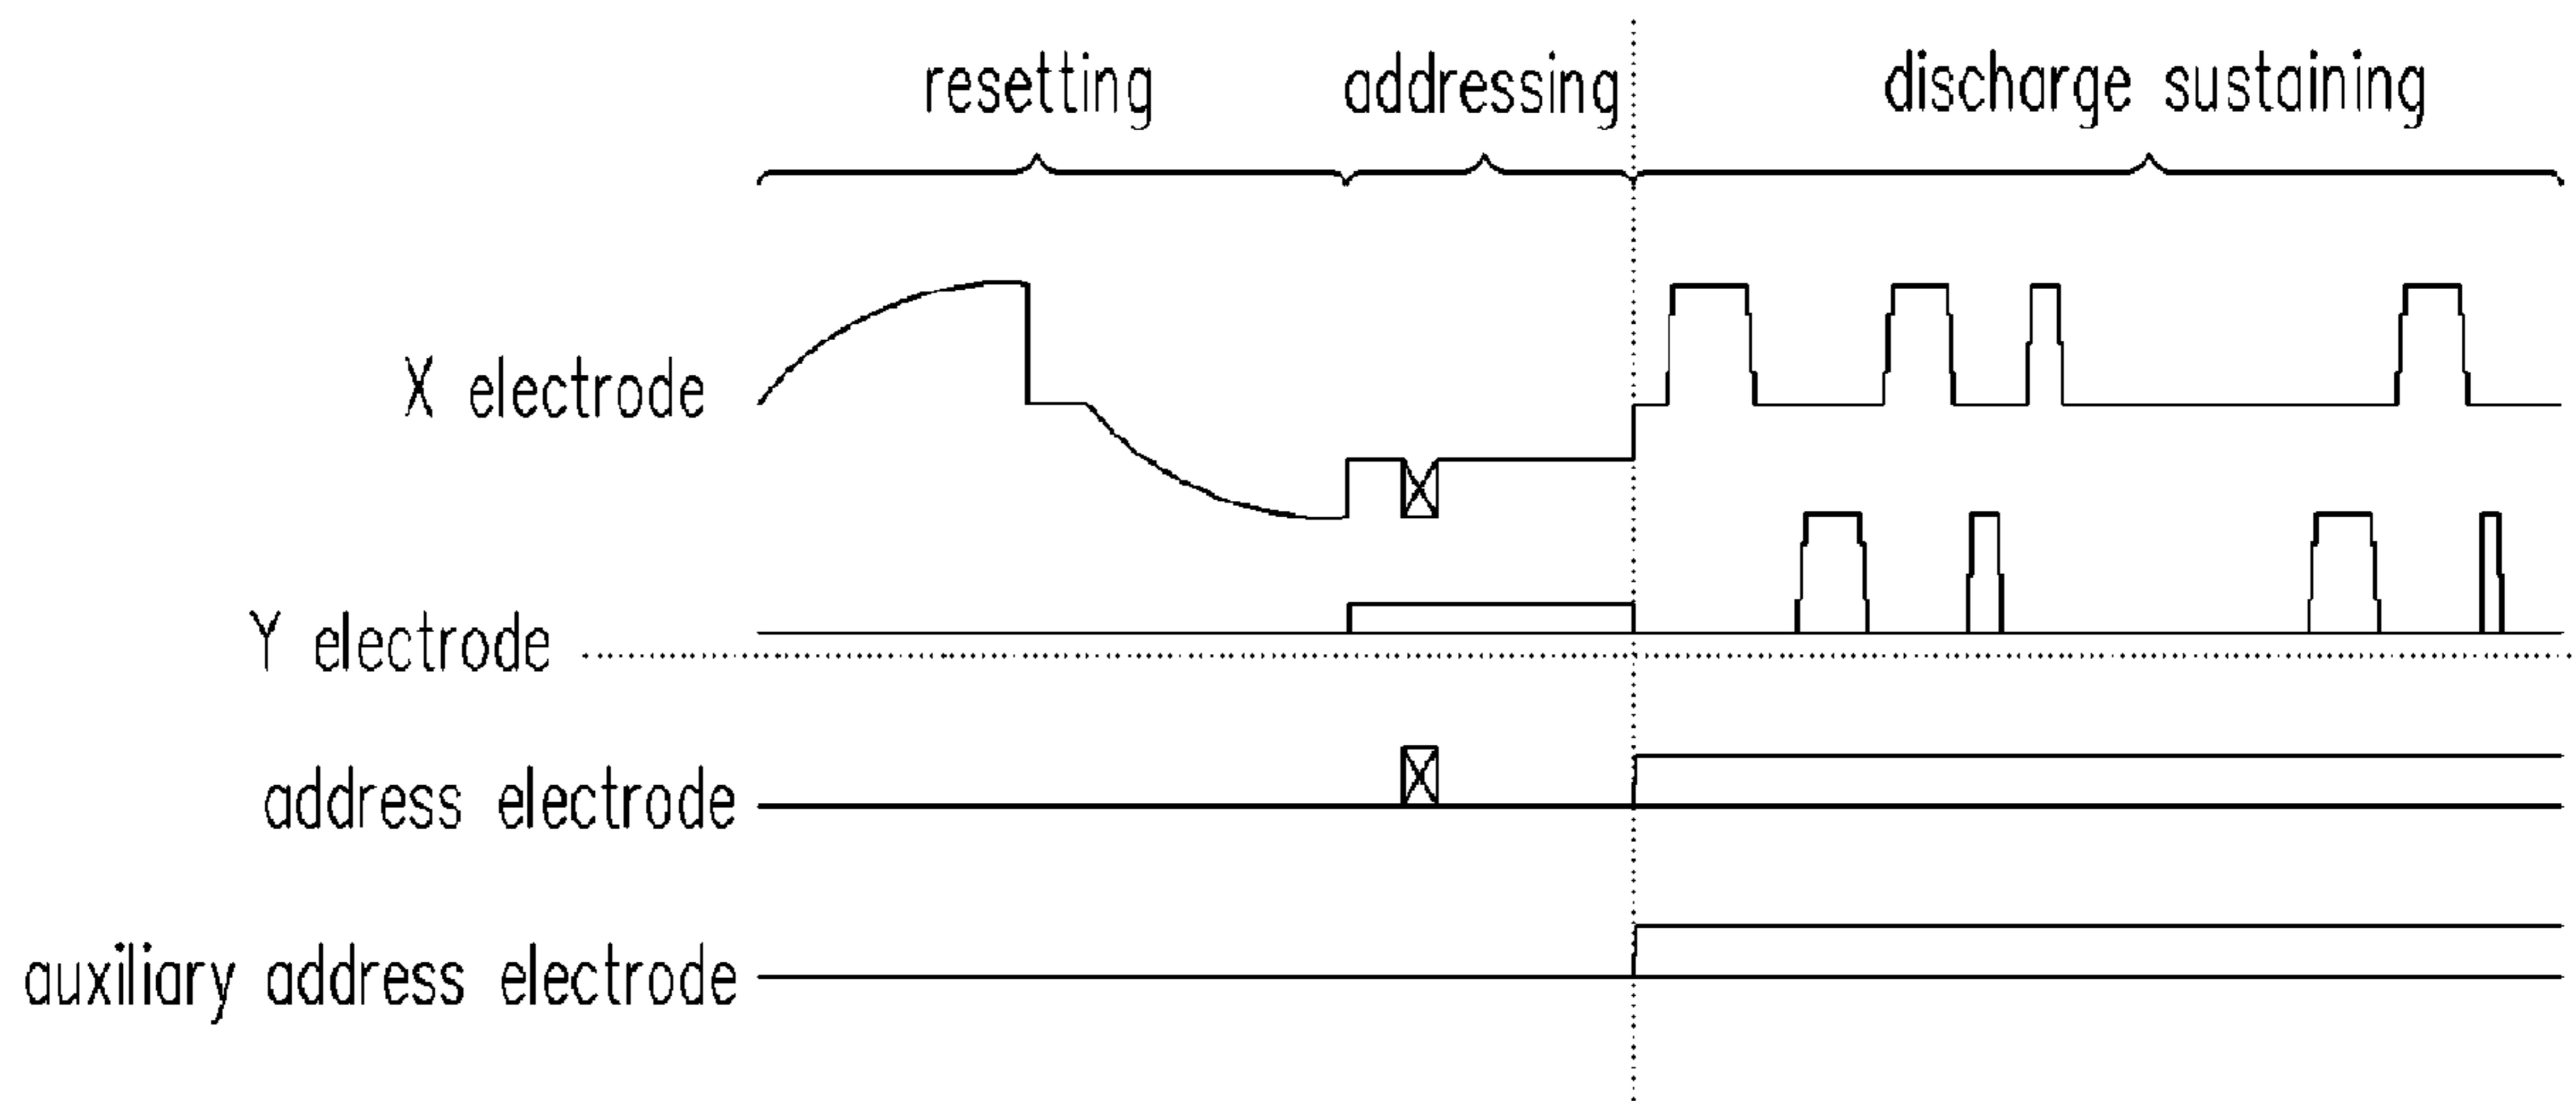 resetting addressing discharge sustaining
X electrode
Y electrode
address electrode
auxiliary address electrode